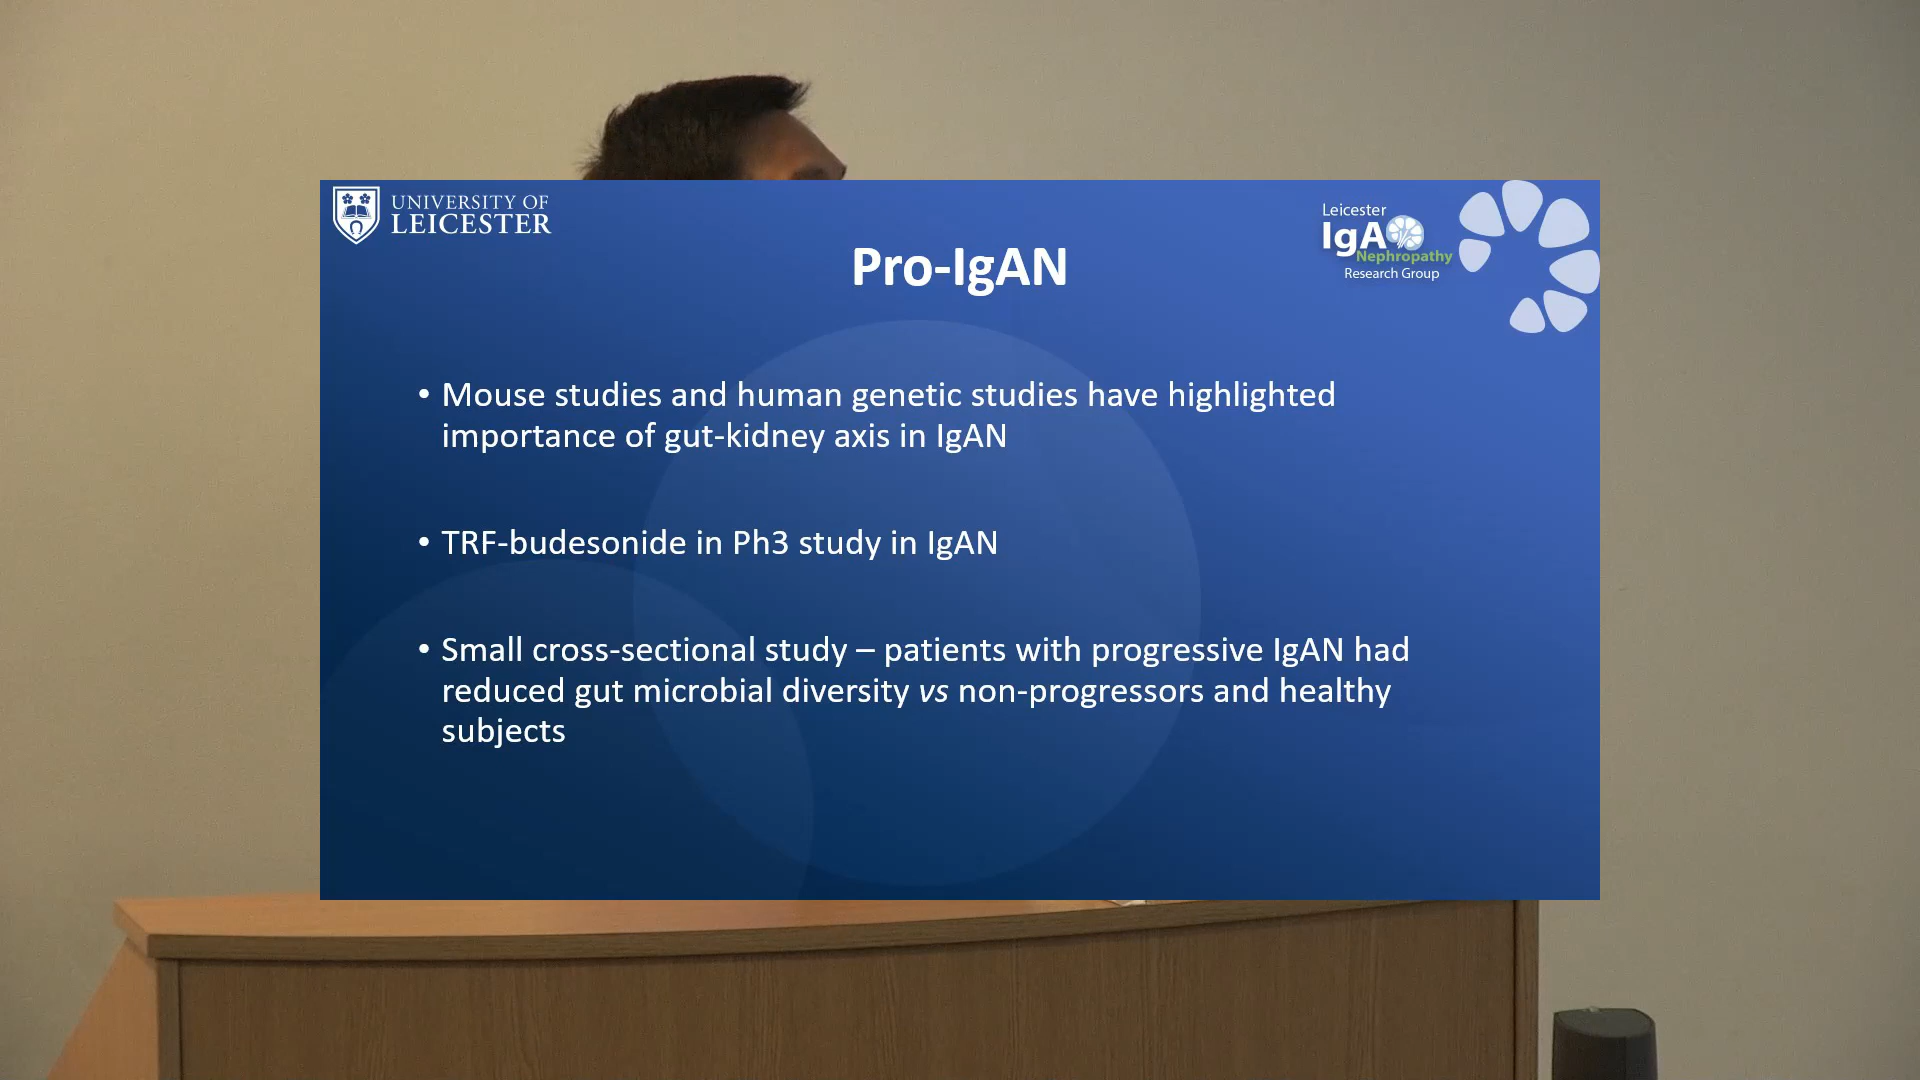 UNIVERSITY OF
LEICESTER
Leicester
IgA
Nephropathy
Research Group
Pro-IgAN
• Mouse studies and human genetic studies have highlighted
importance of gut-kidney axis in IgAN
• TRF-budesonide in Ph3 study in IgAN
• Small cross-sectional study – patients with progressive IgAN had
reduced gut microbial diversity vs non-progressors and healthy
subjects